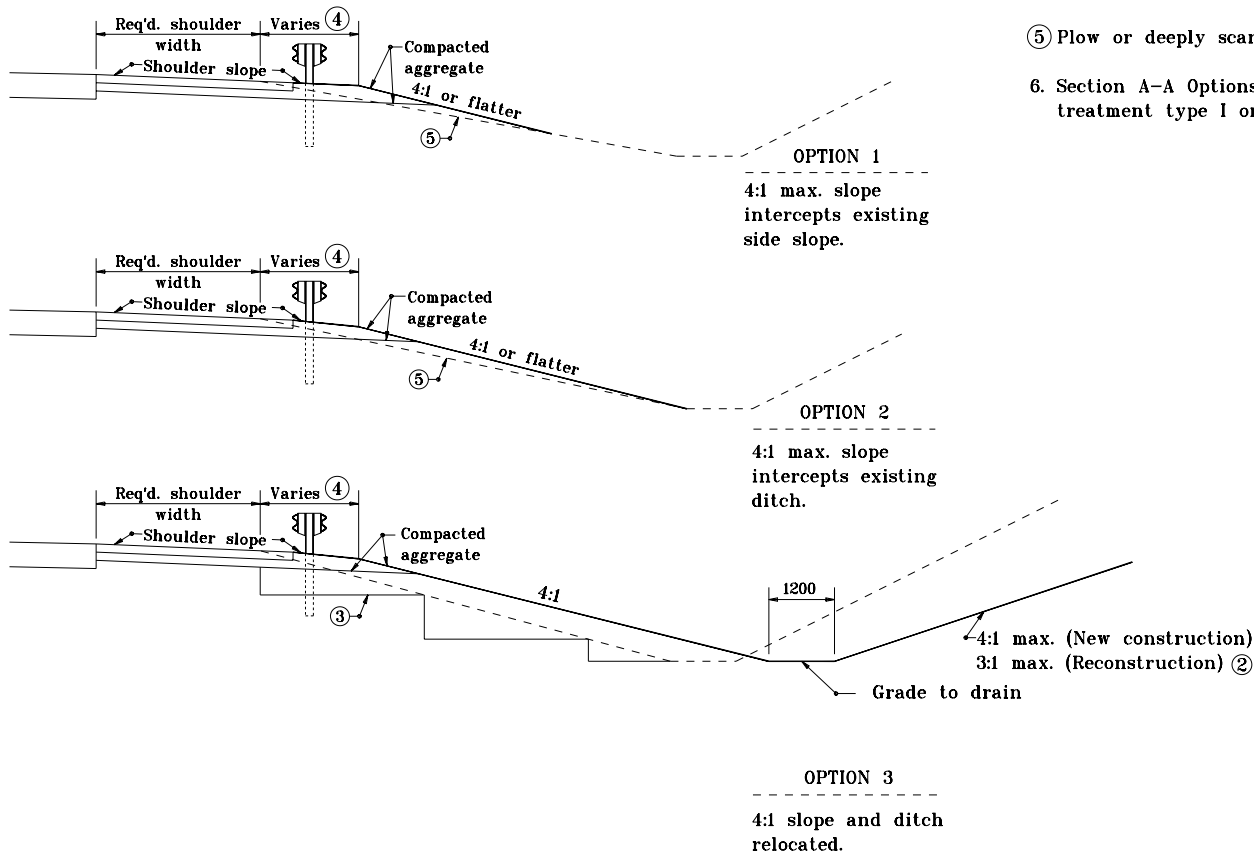 Req'd. shoulder
width
Varies ④
Shoulder slope
Compacted
aggregate
4:1 or flatter
⑤
⑤ Plow or deeply scar
6. Section A-A Options
treatment type I or
OPTION 1
4:1 max. slope
intercepts existing
side slope.
Req'd. shoulder
width
Varies ④
Shoulder slope
Compacted
aggregate
4:1 or flatter
⑤
OPTION 2
4:1 max. slope
intercepts existing
ditch.
Req'd. shoulder
width
Varies ④
Shoulder slope
Compacted
aggregate
4:1
③
1200
4:1 max. (New construction)
3:1 max. (Reconstruction) ②
Grade to drain
OPTION 3
4:1 slope and ditch
relocated.